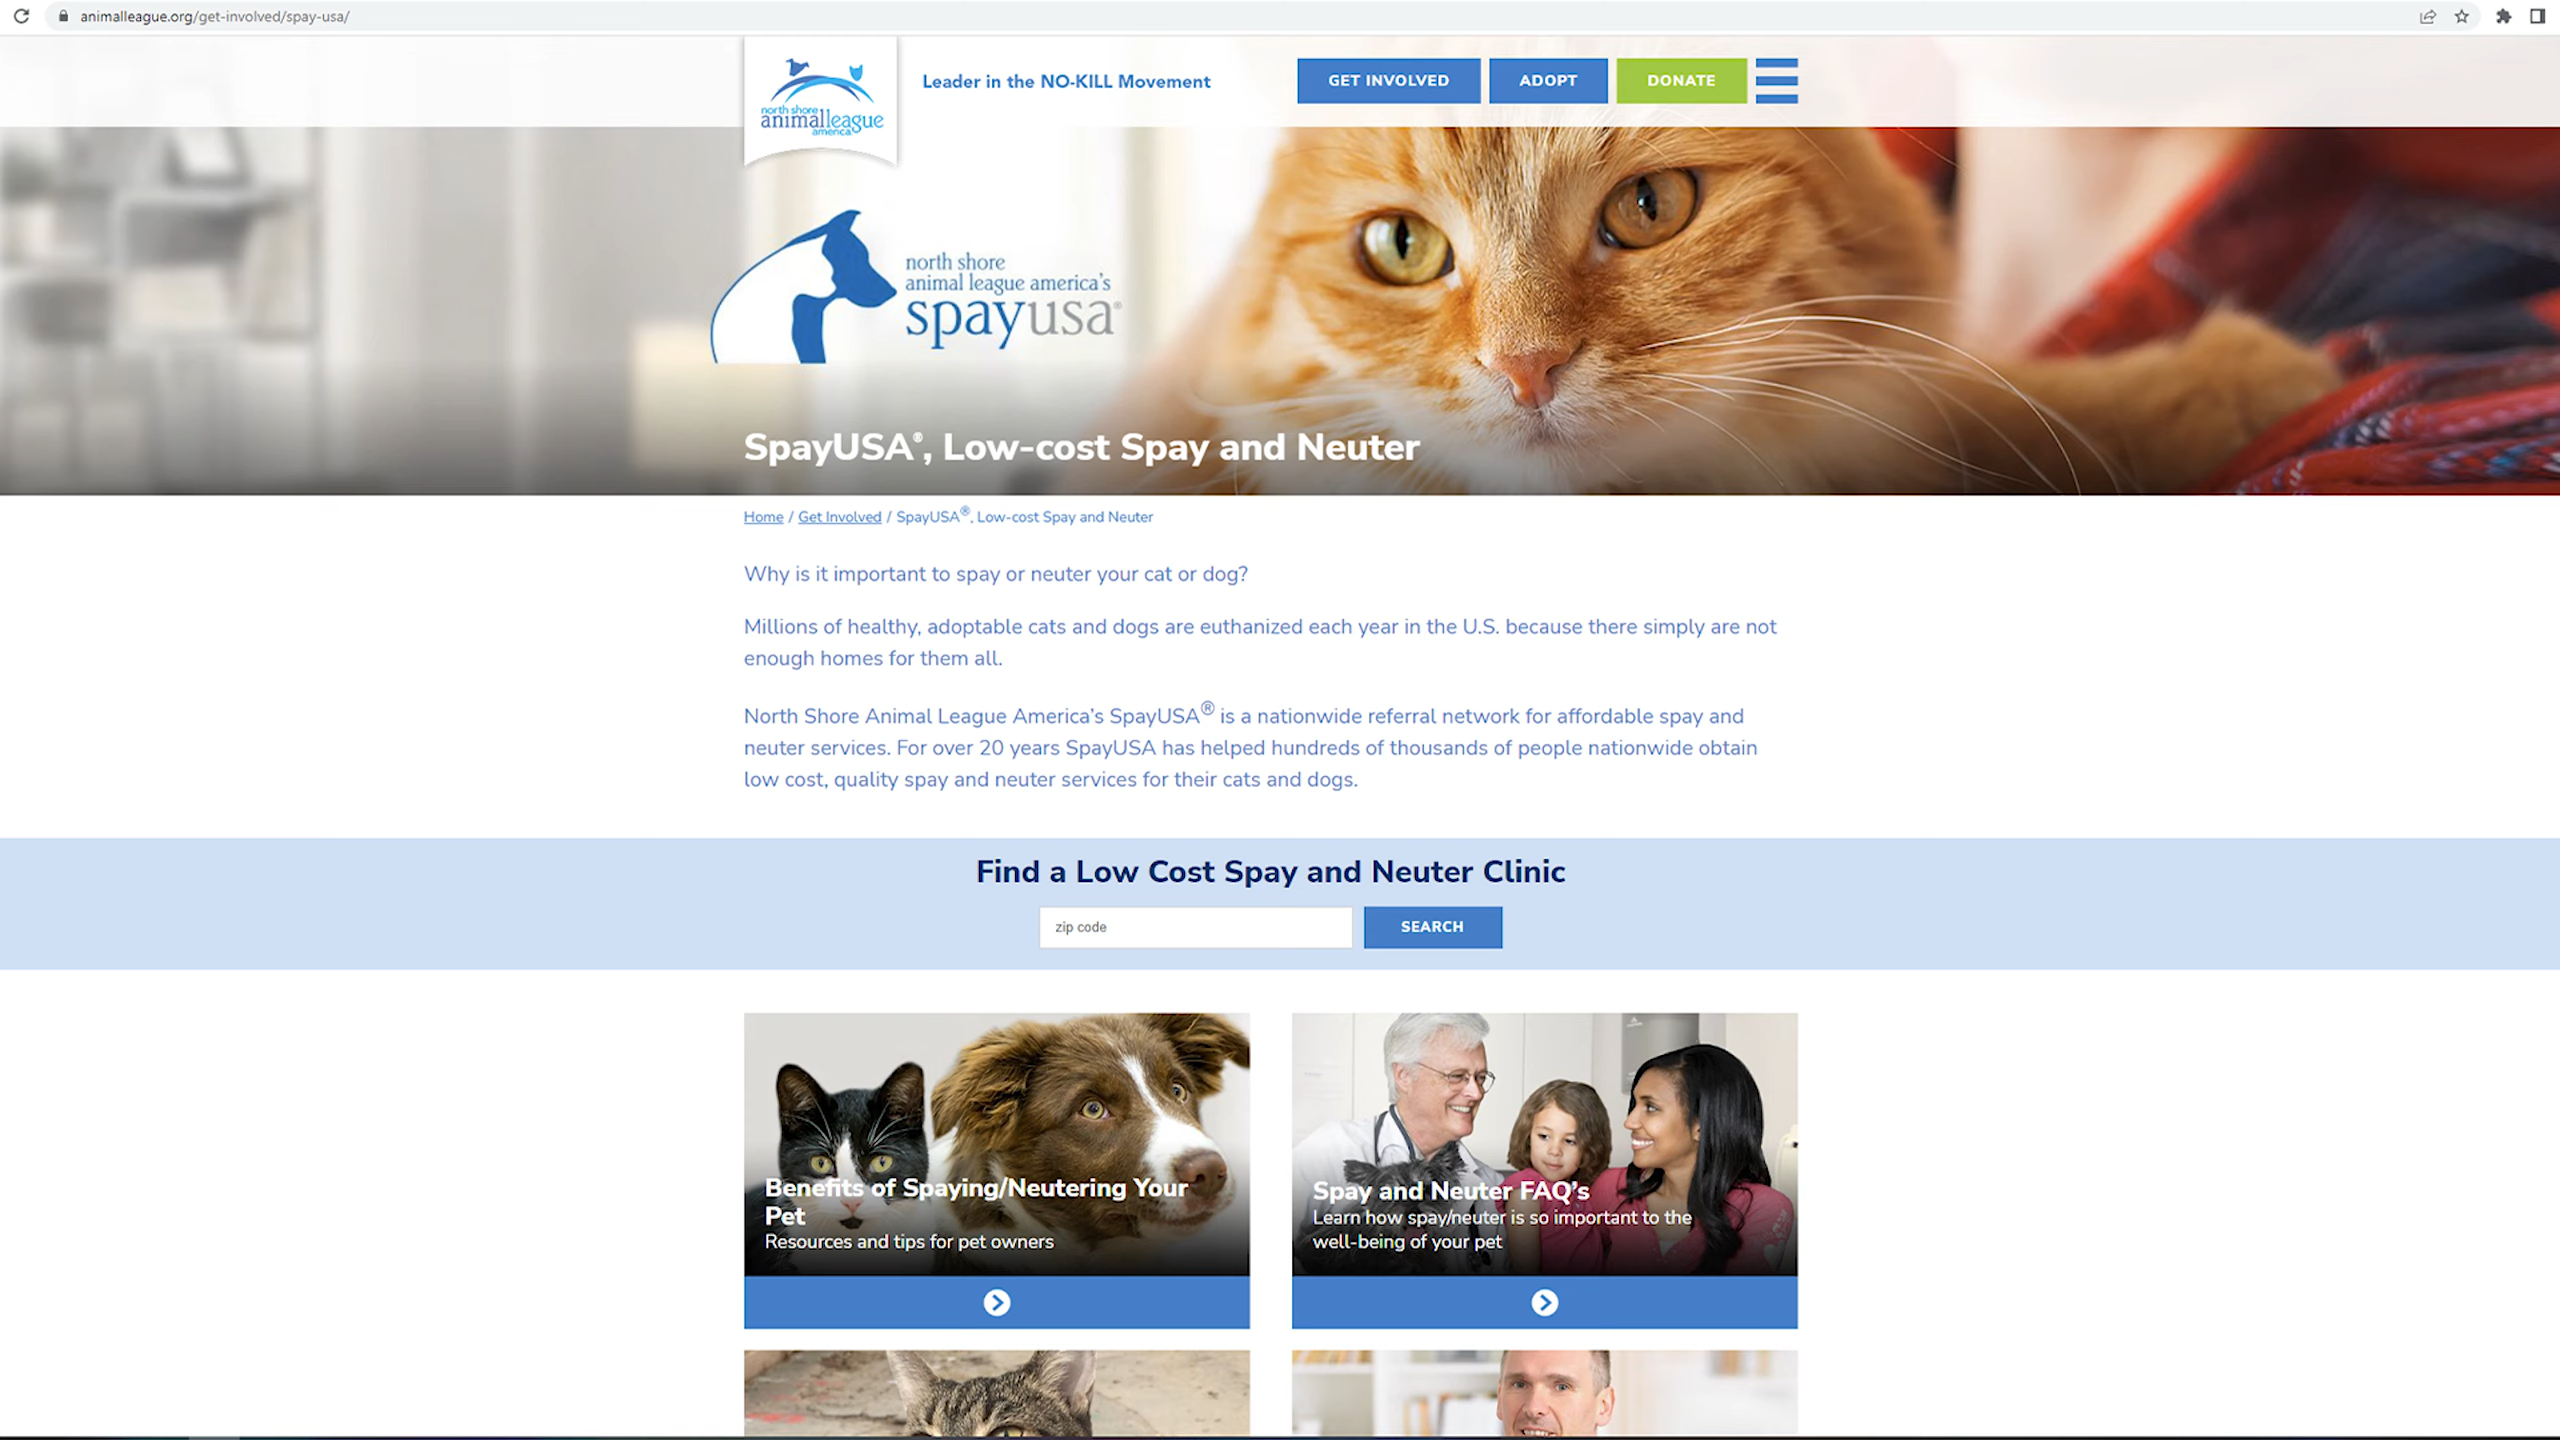 animalleague.org/get-involved/spay-usa/
north shore
animalleague
america
Leader in the NO-KILL Movement
GET INVOLVED
ADOPT
DONATE
north shore
animal league america's
spayusa®
SpayUSA®, Low-cost Spay and Neuter
Home / Get Involved / SpayUSA®, Low-cost Spay and Neuter
Why is it important to spay or neuter your cat or dog?
Millions of healthy, adoptable cats and dogs are euthanized each year in the U.S. because there simply are not
enough homes for them all.
North Shore Animal League America’s SpayUSA® is a nationwide referral network for affordable spay and
neuter services. For over 20 years SpayUSA has helped hundreds of thousands of people nationwide obtain
low cost, quality spay and neuter services for their cats and dogs.
Find a Low Cost Spay and Neuter Clinic
zip code
SEARCH
Benefits of Spaying/Neutering Your
Pet
Resources and tips for pet owners
Spay and Neuter FAQ’s
Learn how spay/neuter is so important to the
well-being of your pet